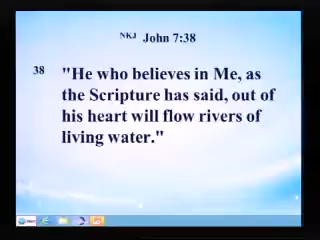 NKJ John 7:38
38 "He who believes in Me, as
the Scripture has said, out of
his heart will flow rivers of
living water."